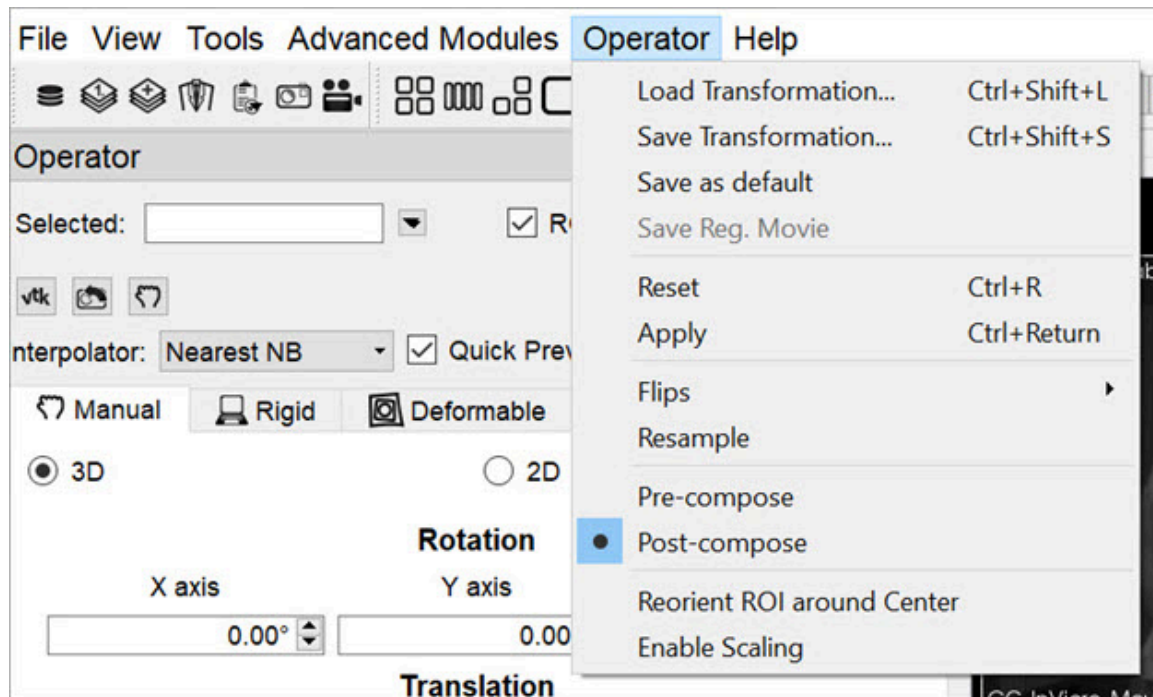 File View Tools Advanced Modules Operator Help
Load Transformation... Ctrl+Shift+L
Save Transformation... Ctrl+Shift+S
Save as default
Save Reg. Movie
Reset Ctrl+R
Apply Ctrl+Return
Flips
Resample
Pre-compose
Post-compose
Reorient ROI around Center
Enable Scaling
Operator
Selected:
vtk
Interpolator: Nearest NB Quick Prev
Manual Rigid Deformable
3D 2D
Rotation
X axis Y axis
0.00° 0.00
Translation